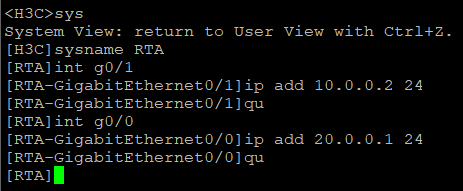 <H3C>sys
System View: return to User View with Ctrl+Z.
[H3C]sysname RTA
[RTA]int g0/1
[RTA-GigabitEthernet0/1]ip add 10.0.0.2 24
[RTA-GigabitEthernet0/1]qu
[RTA]int g0/0
[RTA-GigabitEthernet0/0]ip add 20.0.0.1 24
[RTA-GigabitEthernet0/0]qu
[RTA]